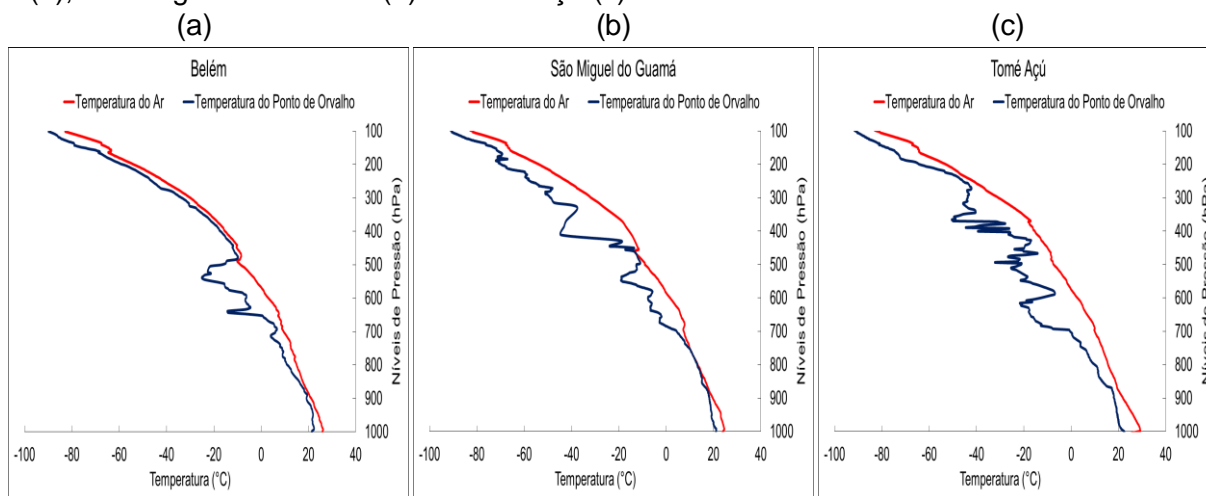 (a) (b) (c)
Belém
Temperatura do Ar Temperatura do Ponto de Orvalho
100
200
300
400
500
600
700
800
900
1000
Níveis de Pressão (hPa)
-100 -80 -60 -40 -20 0 20 40
Temperatura (°C)
São Miguel do Guamá
Temperatura do Ar Temperatura do Ponto de Orvalho
100
200
300
400
500
600
700
800
900
1000
Níveis de Pressão (hPa)
-100 -80 -60 -40 -20 0 20 40
Temperatura (°C)
Tomé Açú
Temperatura do Ar Temperatura do Ponto de Orvalho
100
200
300
400
500
600
700
800
900
1000
Níveis de Pressão (hPa)
-100 -80 -60 -40 -20 0 20 40
Temperatura (°C)